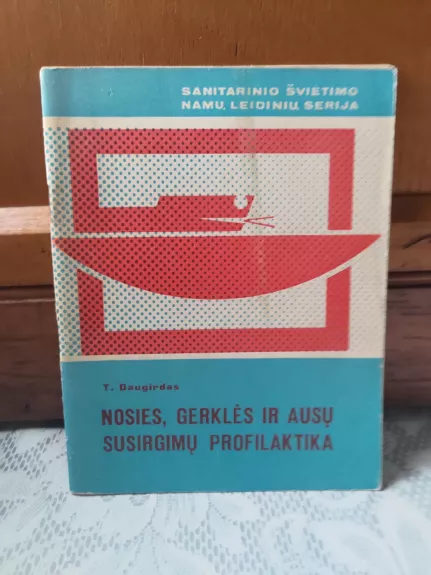 SANITARINIO ŠVIETIMO
NAMŲ LEIDINIŲ SERIJA
T. Daugirdas
NOSIES, GERKLĖS IR AUSŲ
SUSIRGIMŲ PROFILAKTIKA